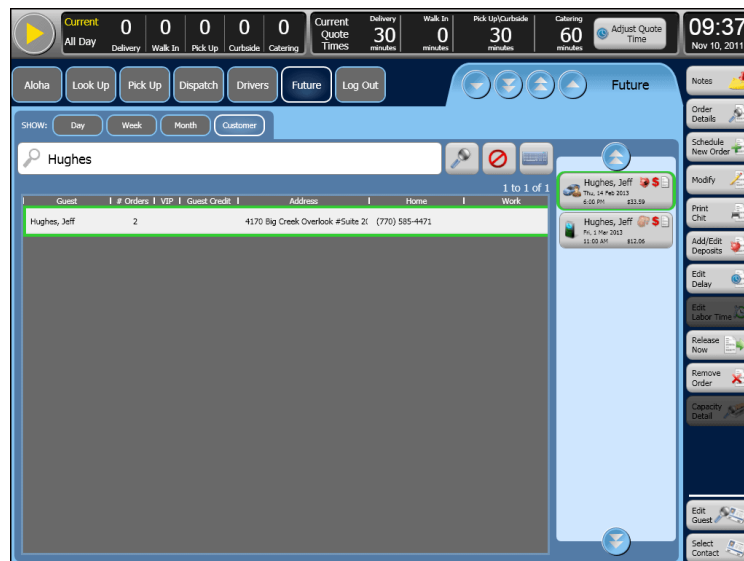 Current
All Day
0 0 0 0 0
Delivery Walk In Pick Up Curbside Catering
Current
Quote
Times
Delivery
30
minutes
Walk In
0
minutes
Pick Up\Curbside
30
minutes
Catering
60
minutes
Adjust Quote
Time
09:37
Nov 10, 2011
Aloha Look Up Pick Up Dispatch Drivers Future Log Out
Future
SHOW: Day Week Month Customer
Hughes
1 to 1 of 1
Guest # Orders VIP Guest Credit Address Home Work
Hughes, Jeff 2 4170 Big Creek Overlook #Suite 2( (770) 585-4471
Hughes, Jeff $
Thu, 14 Feb 2013
6:00 PM $33.59
Hughes, Jeff $
Fri, 1 Mar 2013
11:00 AM $12.06
Notes
Order
Details
Schedule
New Order
Modify
Print
Chit
Add/Edit
Deposits
Edit
Delay
Edit
Labor Time
Release
Now
Remove
Order
Capacity
Detail
Edit
Guest
Select
Contact